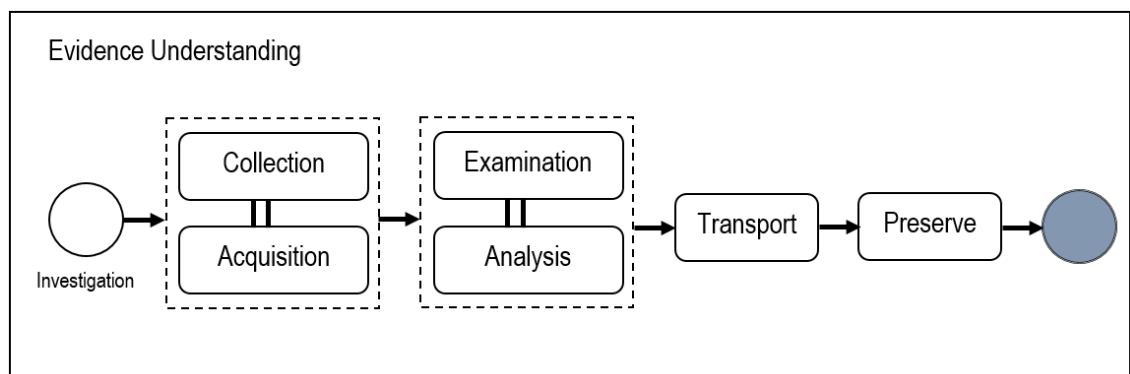 Evidence Understanding
Collection
Acquisition
Examination
Analysis
Transport
Preserve
Investigation